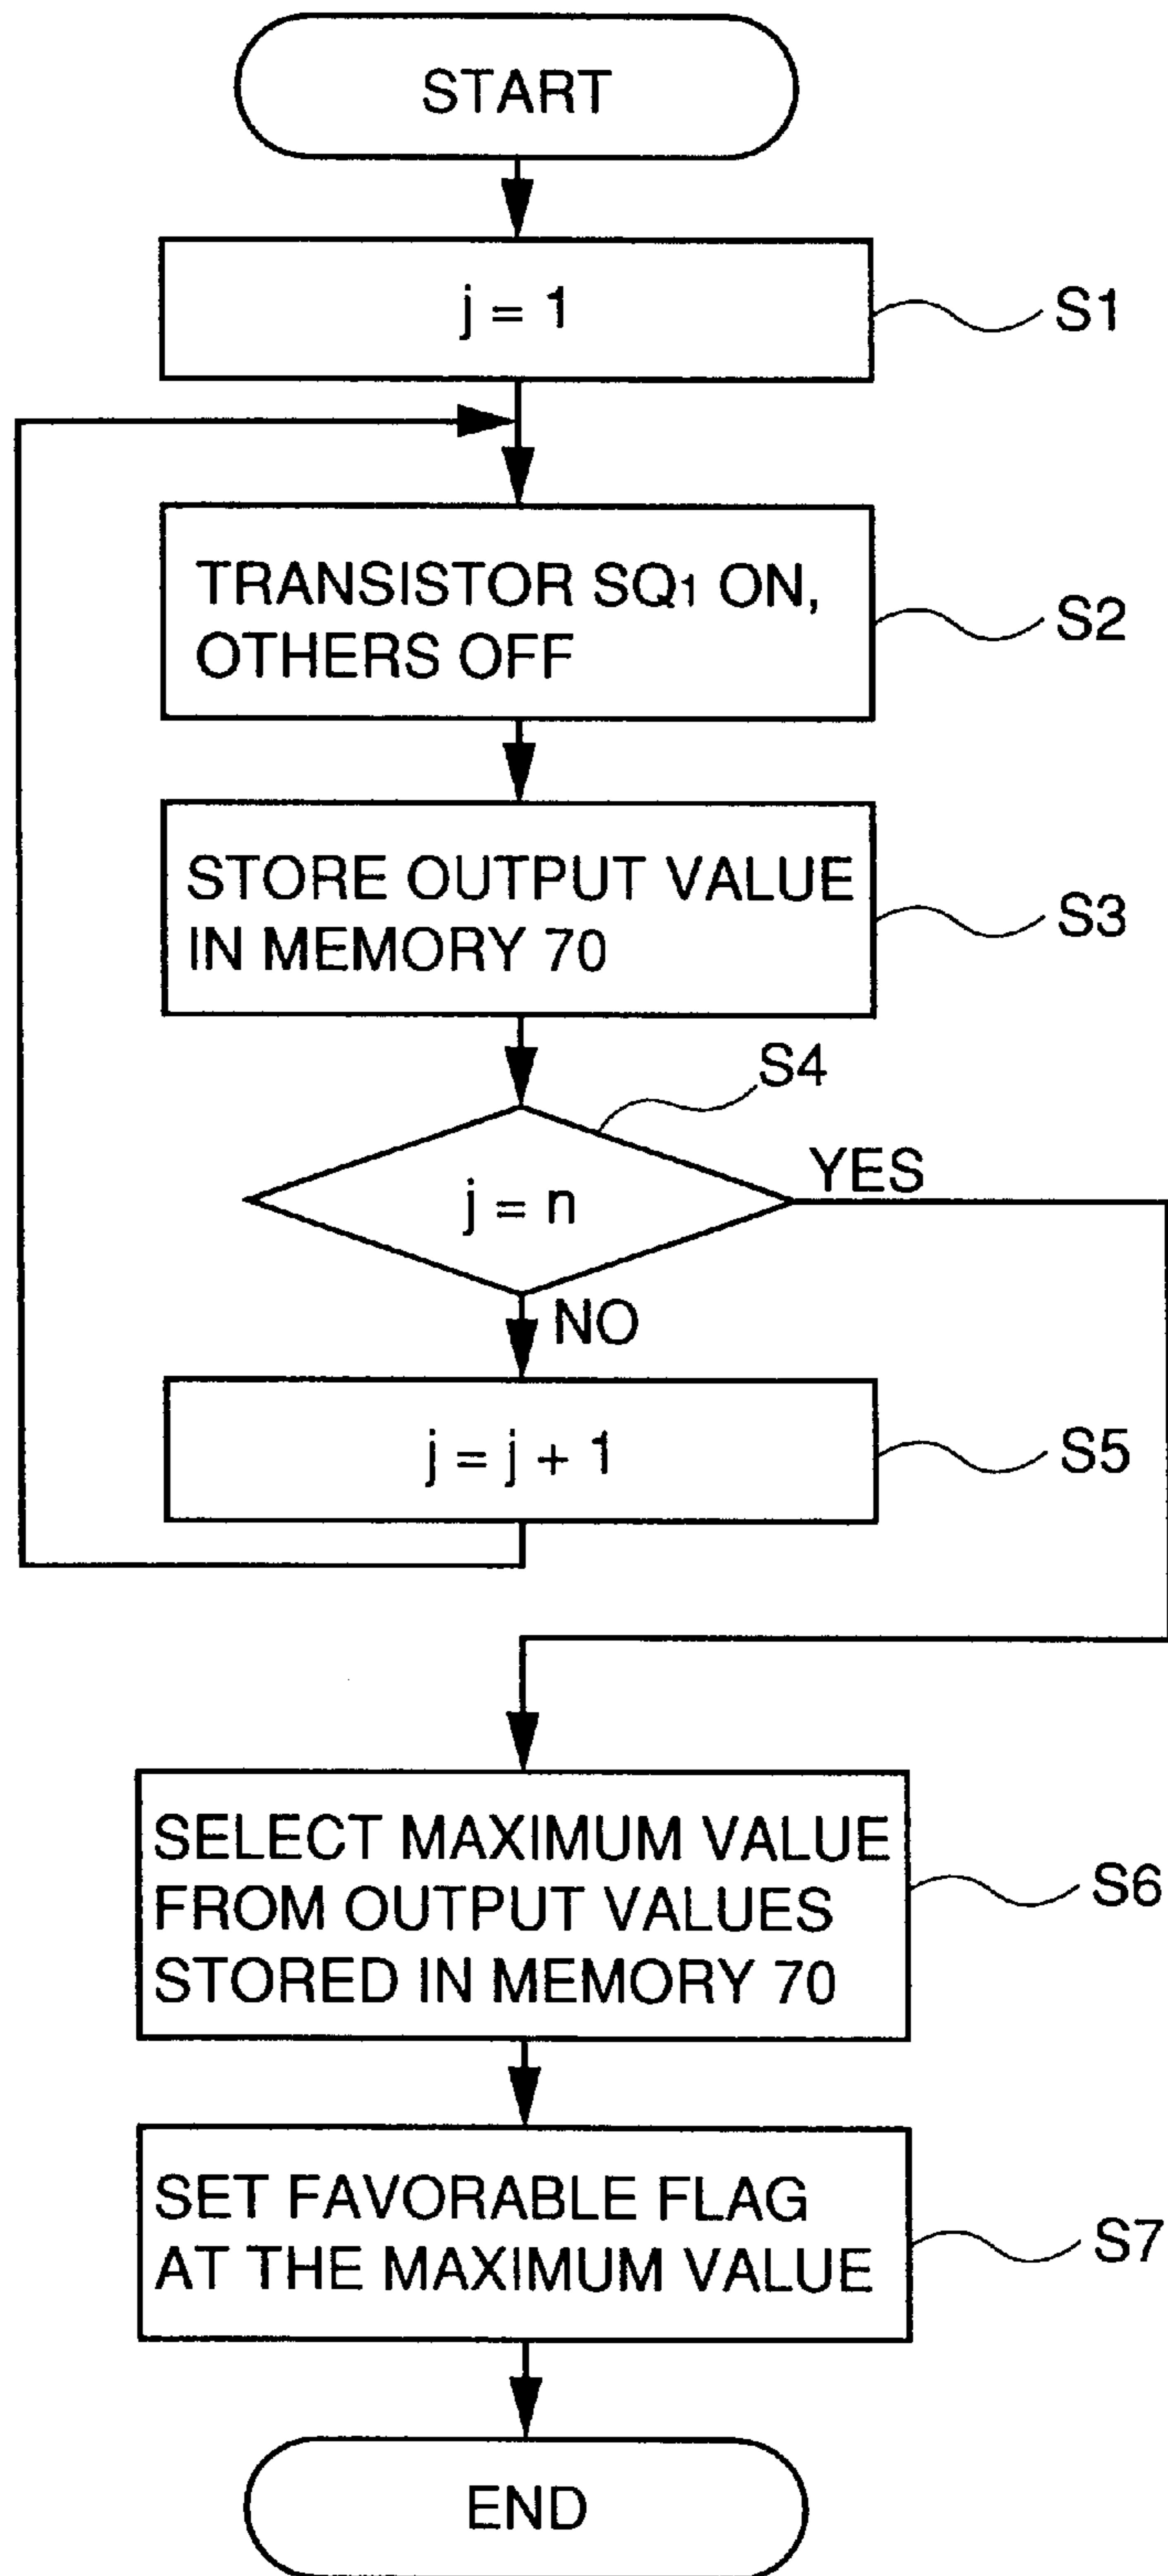 START
j = 1
S1
TRANSISTOR SQ1 ON,
OTHERS OFF
S2
STORE OUTPUT VALUE
IN MEMORY 70
S3
S4
j = n
YES
NO
j = j + 1
S5
SELECT MAXIMUM VALUE
FROM OUTPUT VALUES
STORED IN MEMORY 70
S6
SET FAVORABLE FLAG
AT THE MAXIMUM VALUE
S7
END